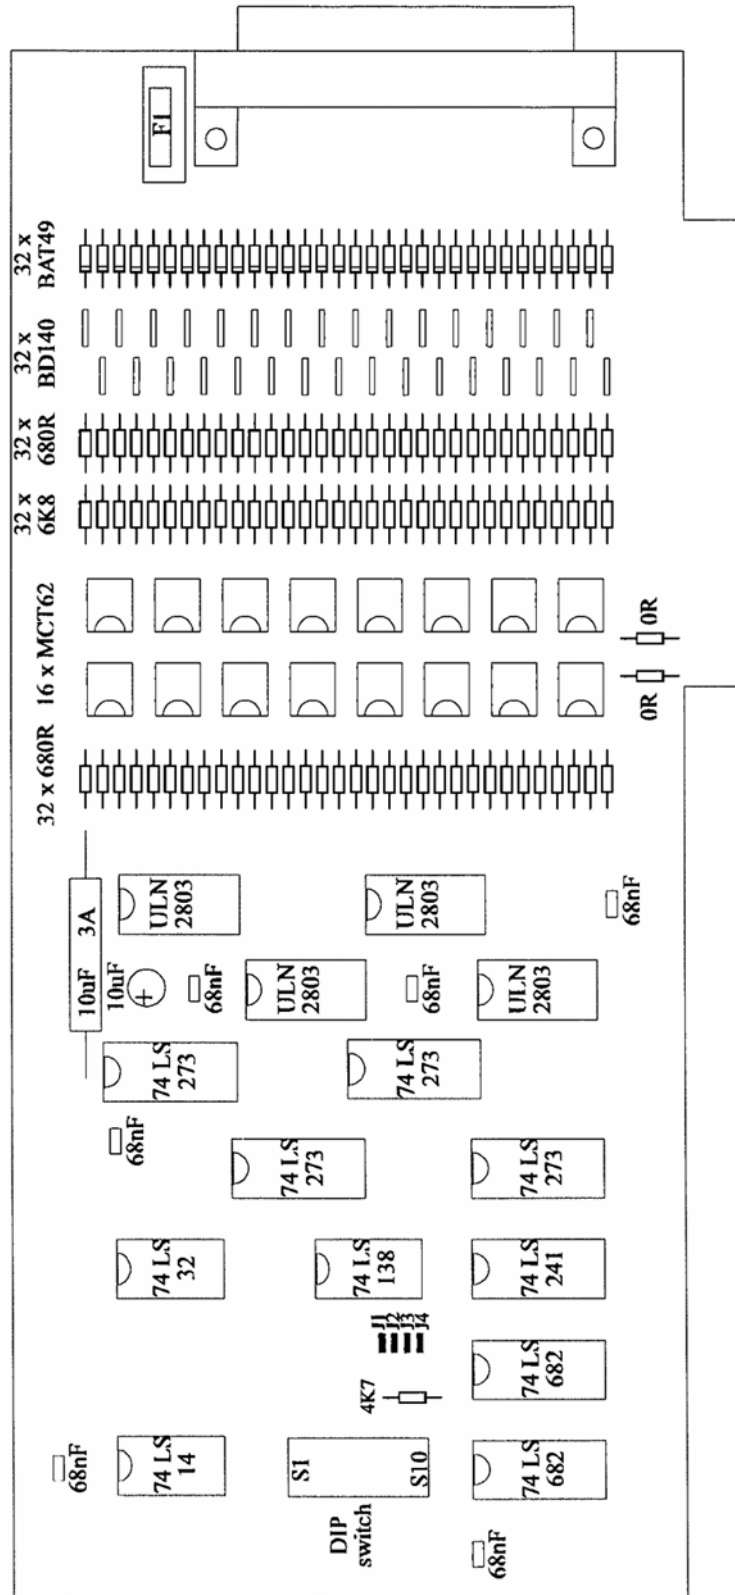 F1
32 x
BAT49
32 x
BD140
32 x
680R
32 x
6K8
16 x MCT62
0R
0R
32 x 680R
10uF 3A
ULN
2803
ULN
2803
68nF
10uF
+
68nF
ULN
2803
68nF
ULN
2803
74 LS
273
74 LS
273
68nF
74 LS
273
74 LS
273
74 LS
32
74 LS
138
74 LS
241
J1
J2
J3
J4
74 LS
682
4K7
68nF
74 LS
14
S1
S10
DIP
switch
74 LS
682
68nF